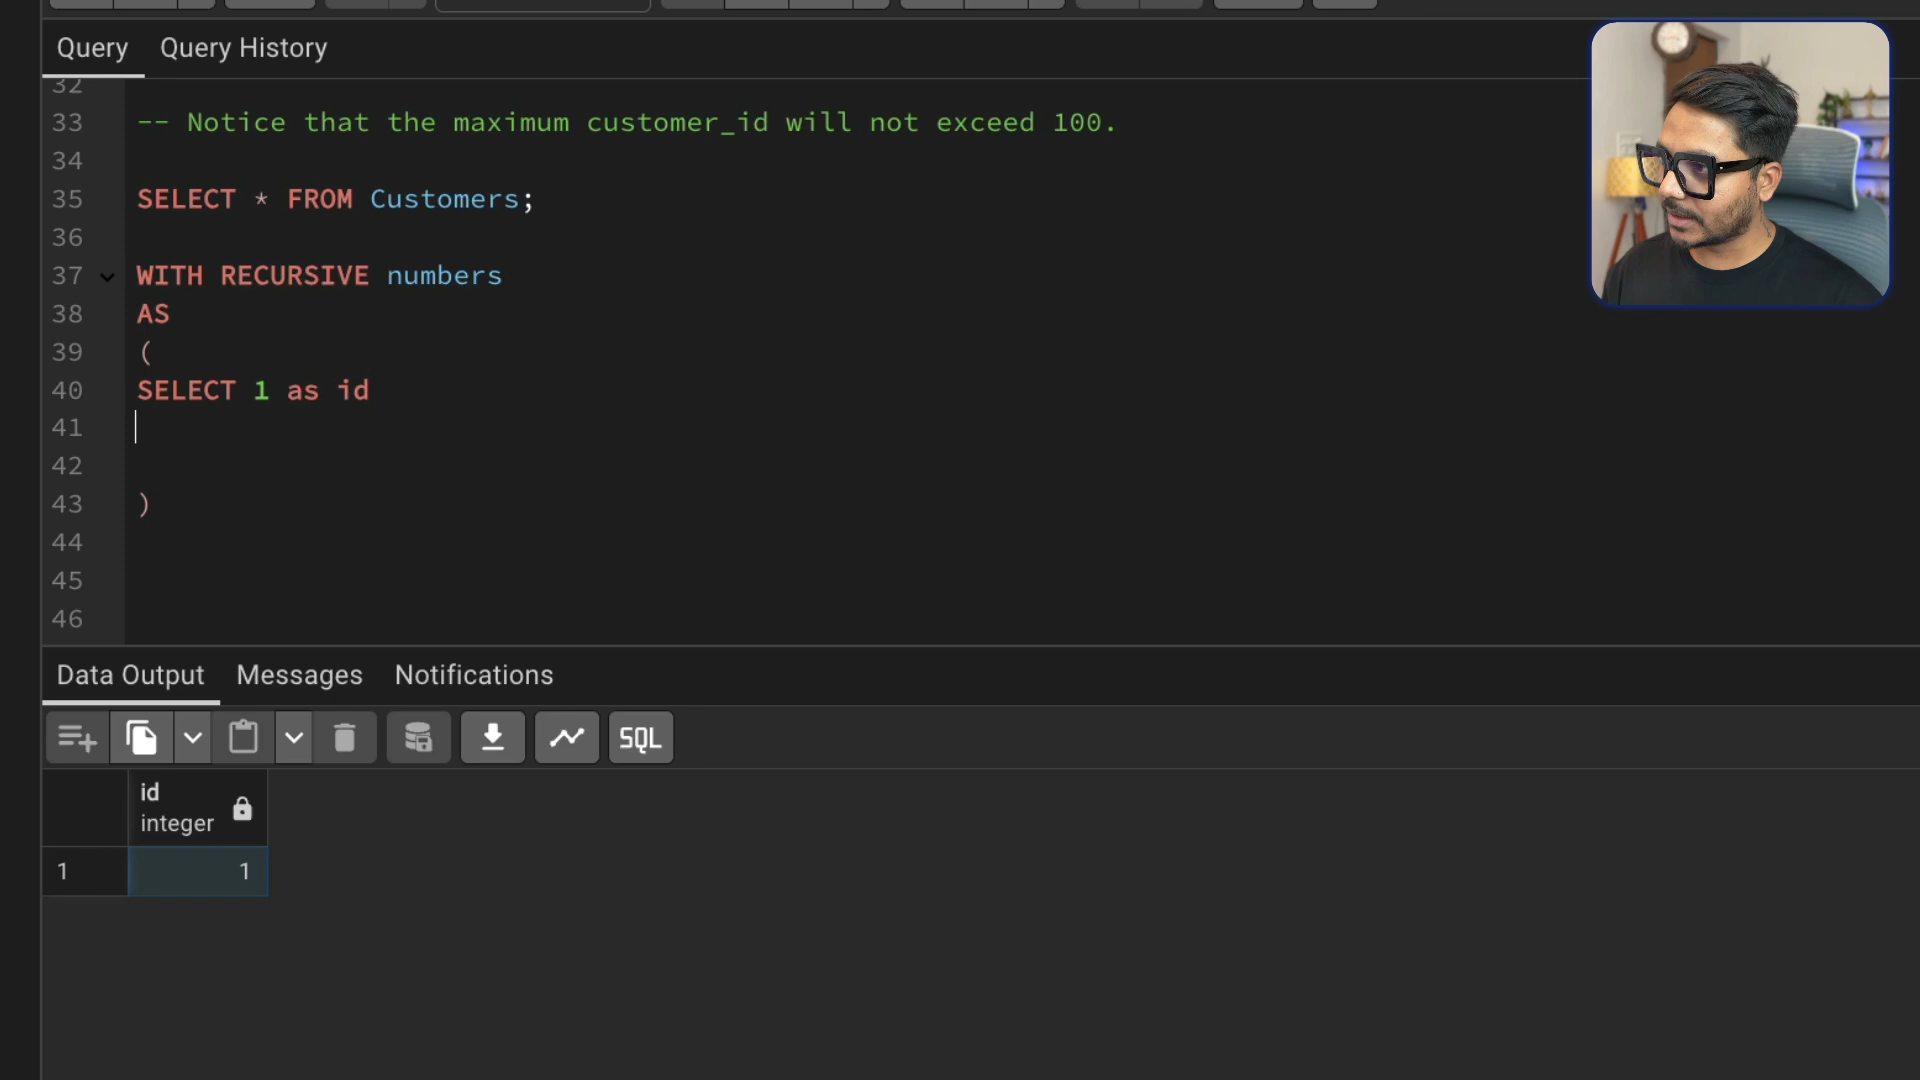 Query Query History
32
33 -- Notice that the maximum customer_id will not exceed 100.
34
35 SELECT * FROM Customers;
36
37 WITH RECURSIVE numbers
38 AS
39 (
40 SELECT 1 as id
41
42
43 )
44
45
46
Data Output Messages Notifications
SQL
id
integer
1 1